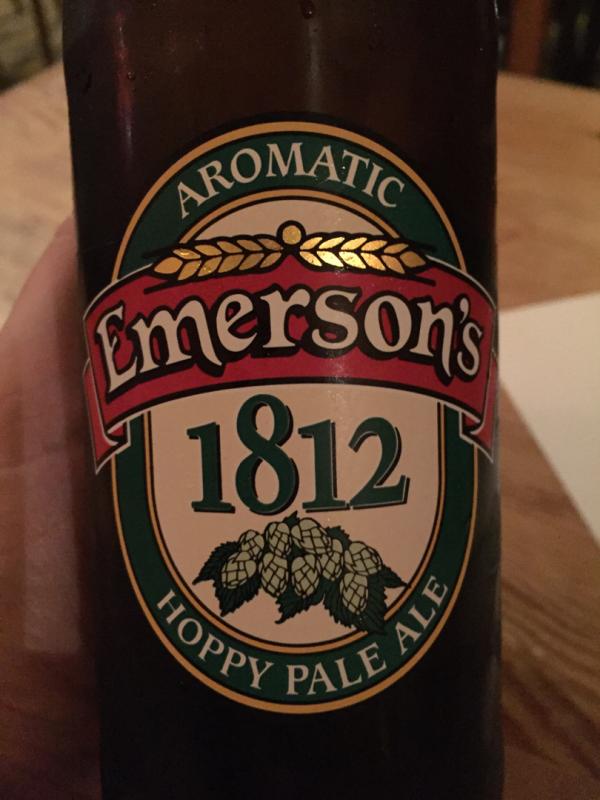 AROMATIC
Emerson's
1812
HOPPY PALE ALE